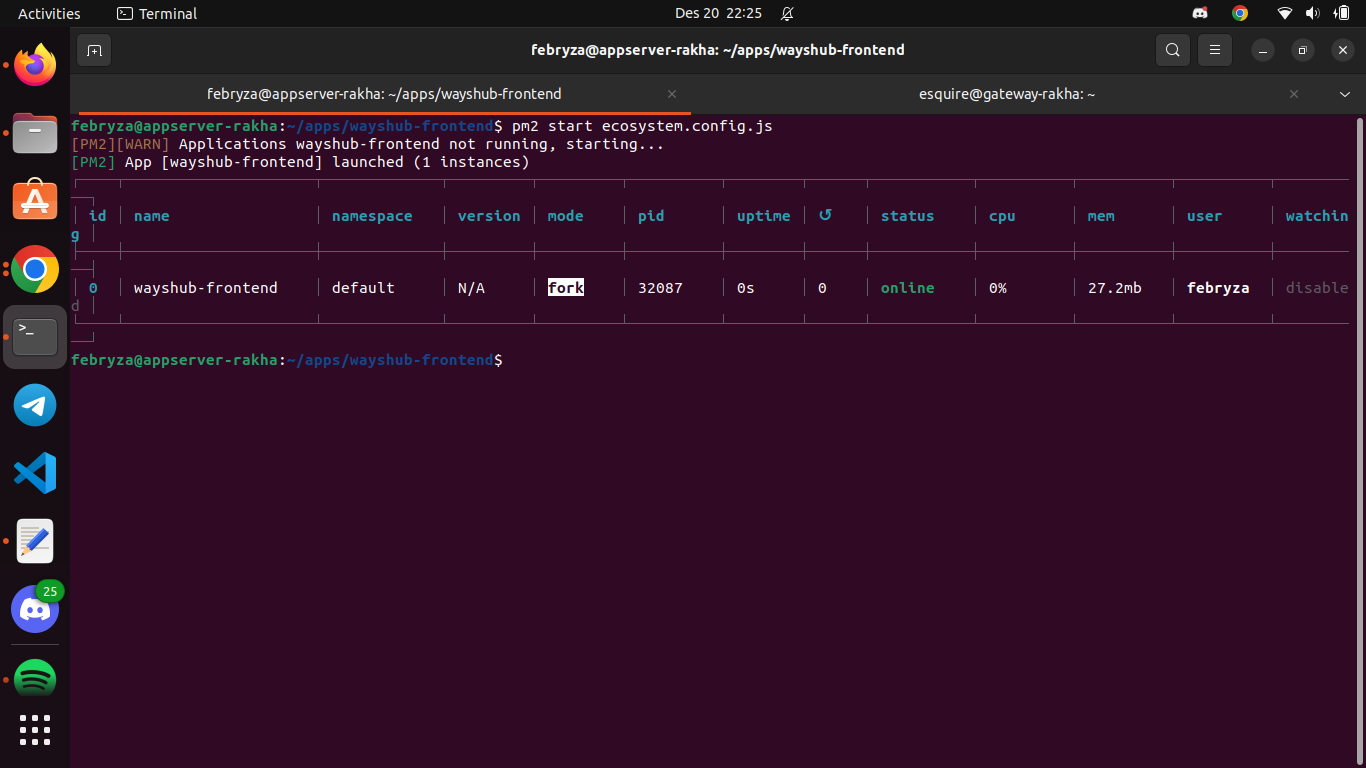 Activities Terminal Des 20 22:25
febryza@appserver-rakha: ~/apps/wayshub-frontend
febryza@appserver-rakha: ~/apps/wayshub-frontend esquire@gateway-rakha: ~
febryza@appserver-rakha:~/apps/wayshub-frontend$ pm2 start ecosystem.config.js
[PM2][WARN] Applications wayshub-frontend not running, starting...
[PM2] App [wayshub-frontend] launched (1 instances)
id name namespace version mode pid uptime ↺ status cpu mem user watchin
g
0 wayshub-frontend default N/A fork 32087 0s 0 online 0% 27.2mb febryza disable
d
febryza@appserver-rakha:~/apps/wayshub-frontend$
>_
25